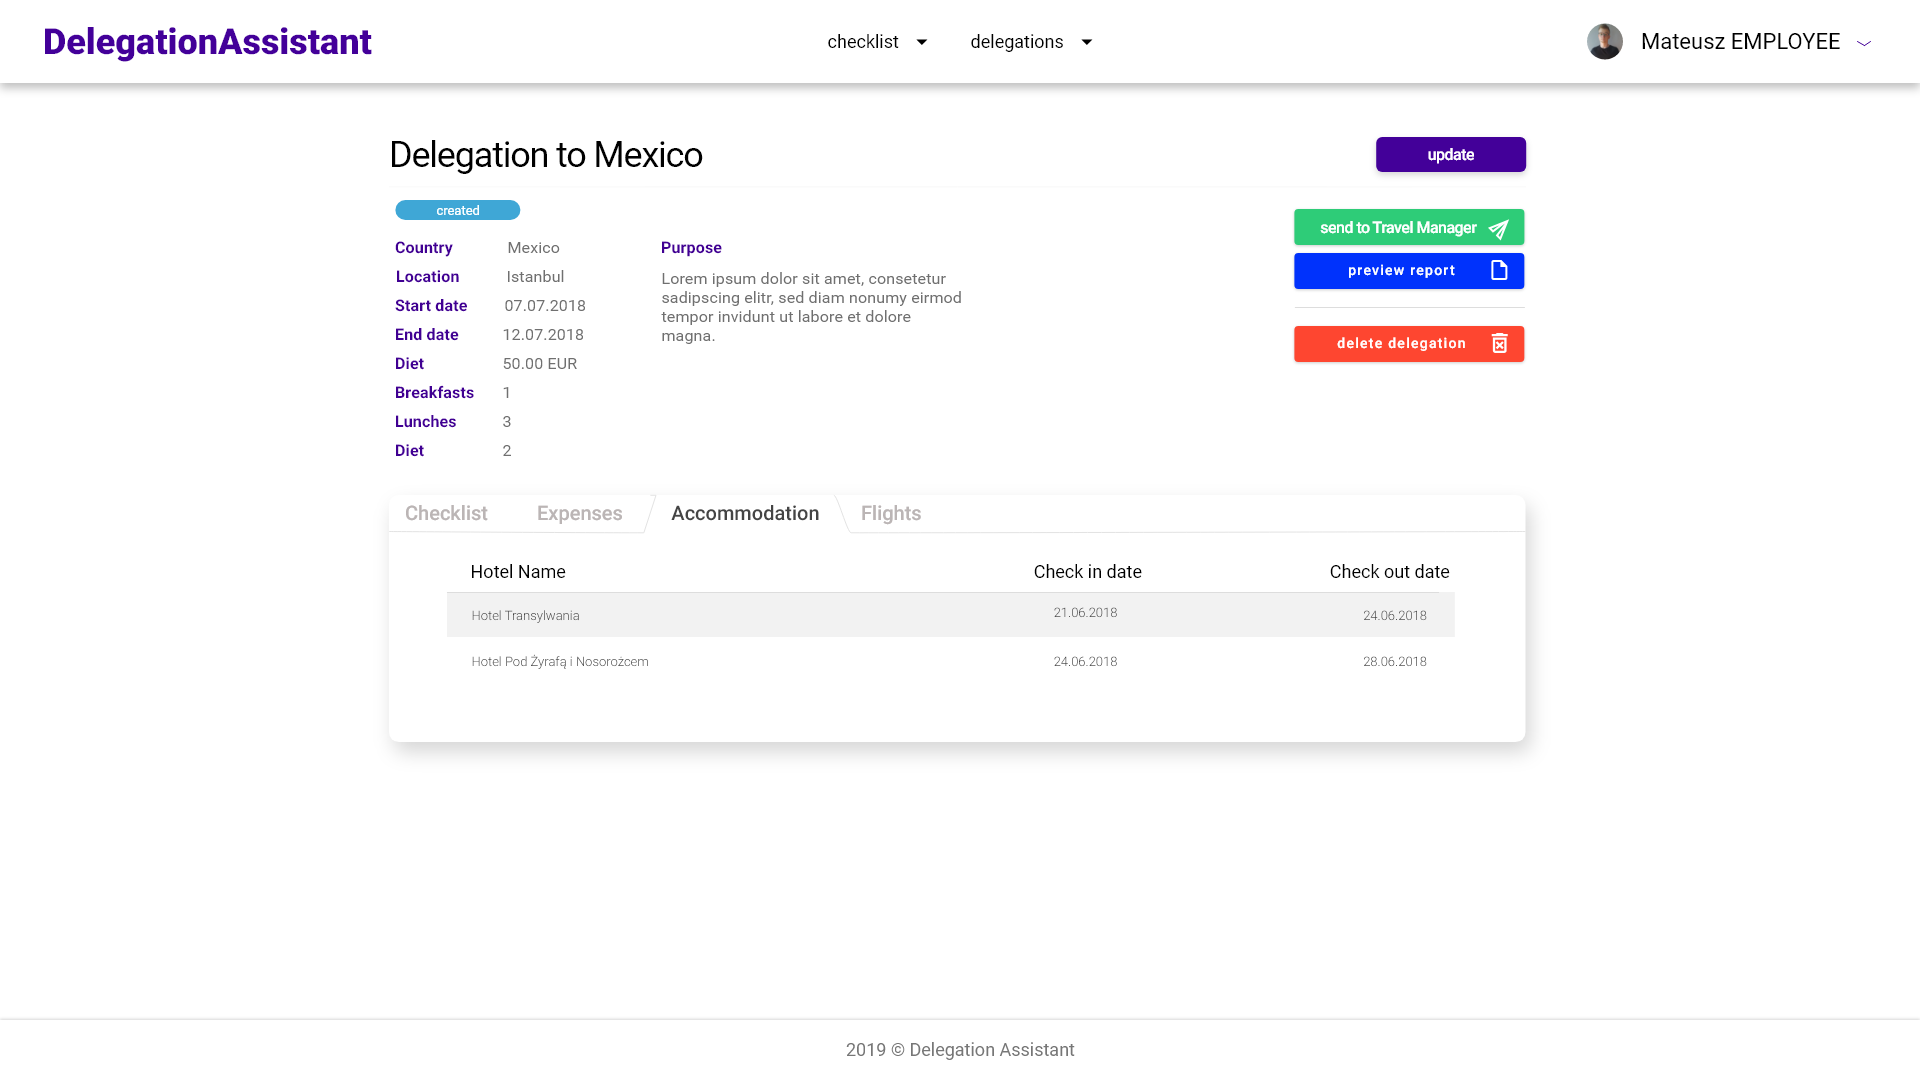 DelegationAssistant
checklist
delegations
Mateusz EMPLOYEE
Delegation to Mexico
update
created
send to Travel Manager
preview report
delete delegation
Country Mexico
Location Istanbul
Start date 07.07.2018
End date 12.07.2018
Diet 50.00 EUR
Breakfasts 1
Lunches 3
Diet 2
Purpose
Lorem ipsum dolor sit amet, consetetur
sadipscing elitr, sed diam nonumy eirmod
tempor invidunt ut labore et dolore
magna.
Checklist Expenses Accommodation Flights
Hotel Name Check in date Check out date
Hotel Transylwania 21.06.2018 24.06.2018
Hotel Pod Żyrafą i Nosorożcem 24.06.2018 28.06.2018
2019 © Delegation Assistant